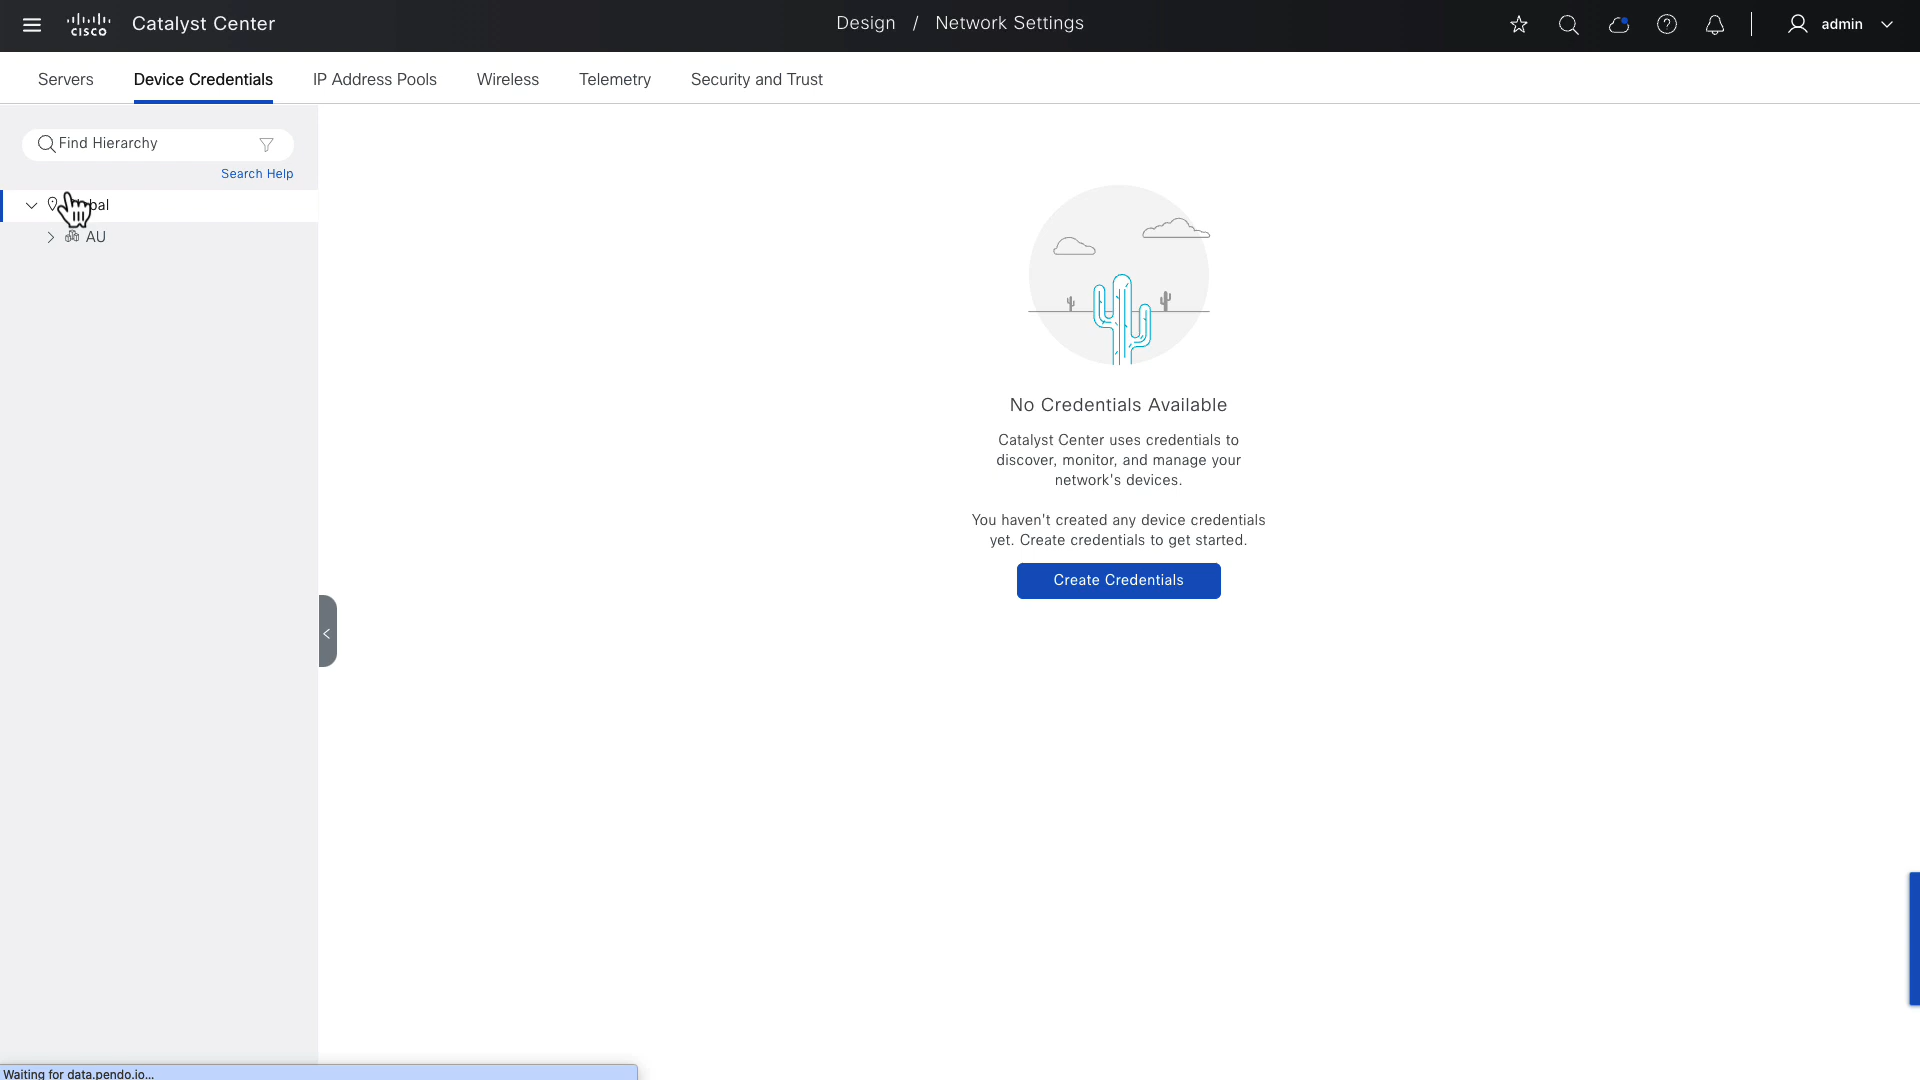 cisco Catalyst Center
Design / Network Settings
admin
Servers Device Credentials IP Address Pools Wireless Telemetry Security and Trust
Find Hierarchy
Search Help
AU
No Credentials Available
Catalyst Center uses credentials to
discover, monitor, and manage your
network's devices.
You haven't created any device credentials
yet. Create credentials to get started.
Create Credentials
Waiting for data.pendo.io...